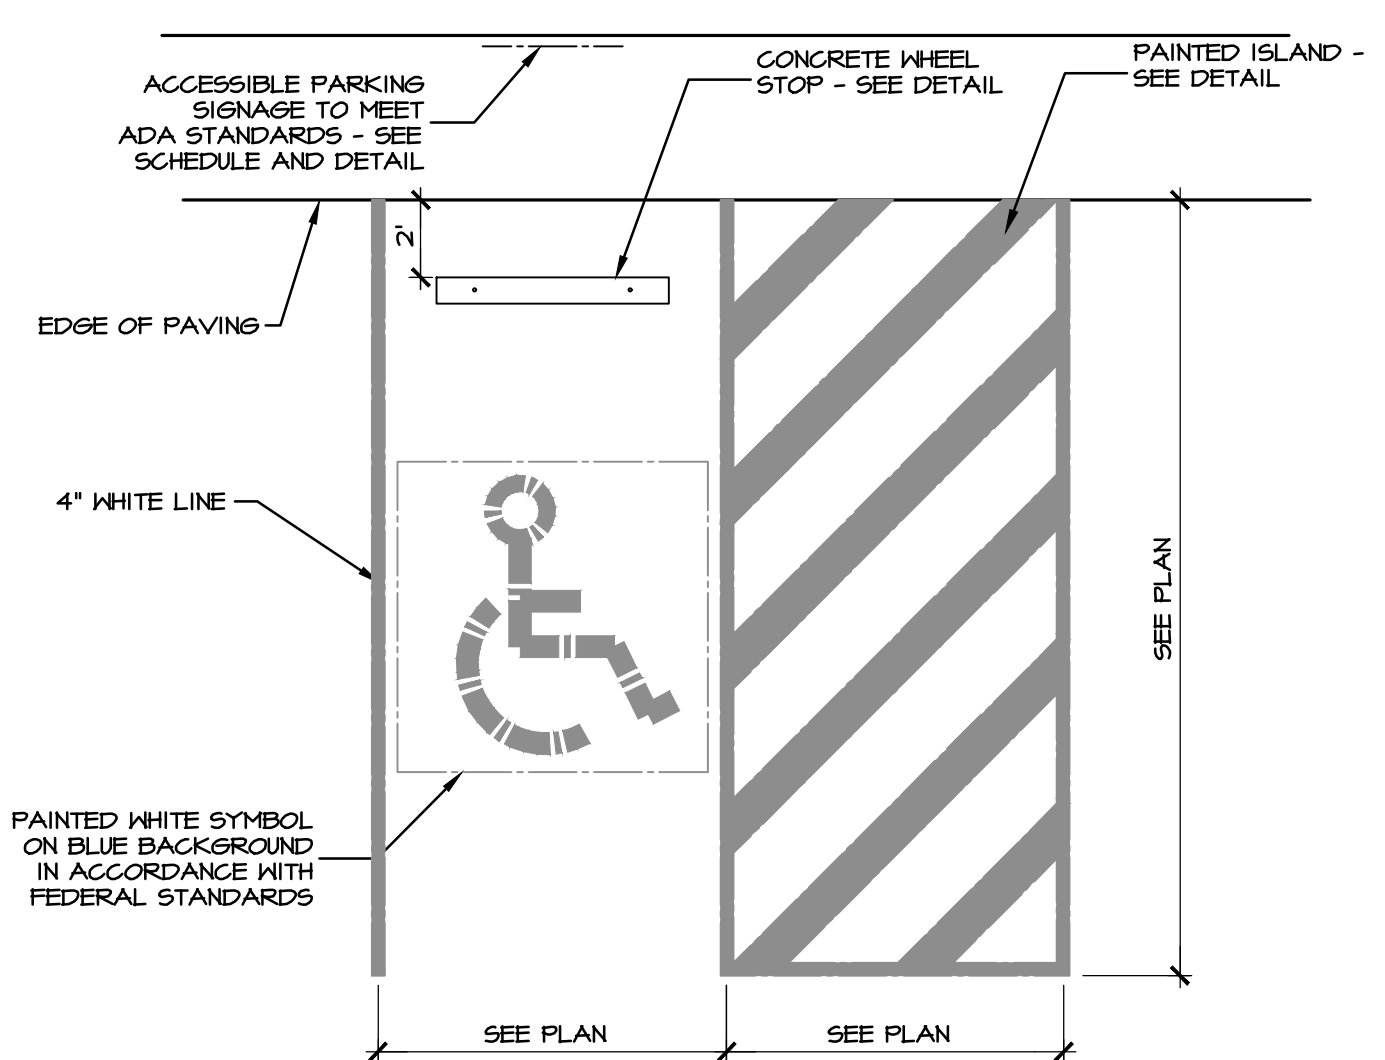 ACCESSIBLE PARKING
SIGNAGE TO MEET
ADA STANDARDS - SEE
SCHEDULE AND DETAIL
CONCRETE WHEEL
STOP - SEE DETAIL
PAINTED ISLAND -
SEE DETAIL
2'
EDGE OF PAVING
4" WHITE LINE
SEE PLAN
PAINTED WHITE SYMBOL
ON BLUE BACKGROUND
IN ACCORDANCE WITH
FEDERAL STANDARDS
SEE PLAN
SEE PLAN